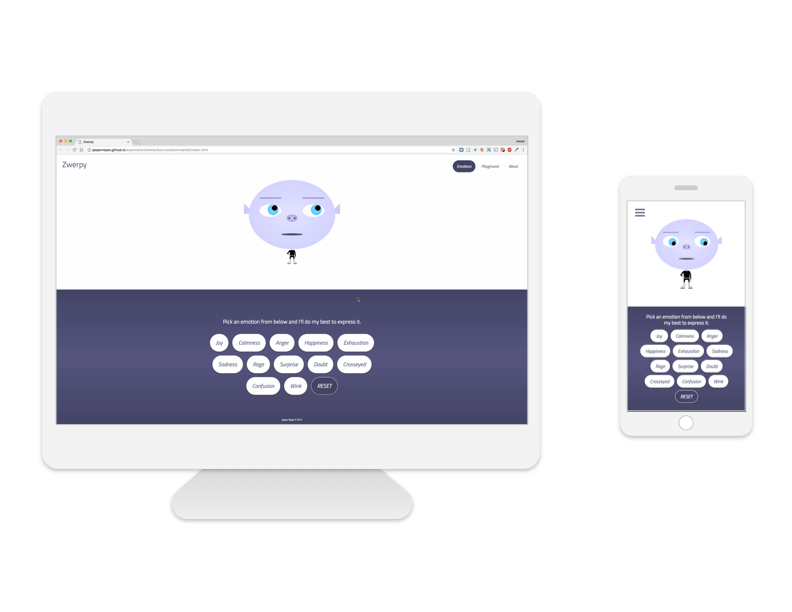 Zwerpy
Zwerpy
Emotions Playground About
Pick an emotion from below and I'll do my best to express it.
Joy Calmness Anger Happiness Exhaustion
Sadness Rage Surprise Doubt Crosseyed
Confusion Wink RESET
Pick an emotion from below and I'll do
my best to express it.
Joy Calmness Anger
Happiness Exhaustion Sadness
Rage Surprise Doubt
Crosseyed Confusion Wink
RESET